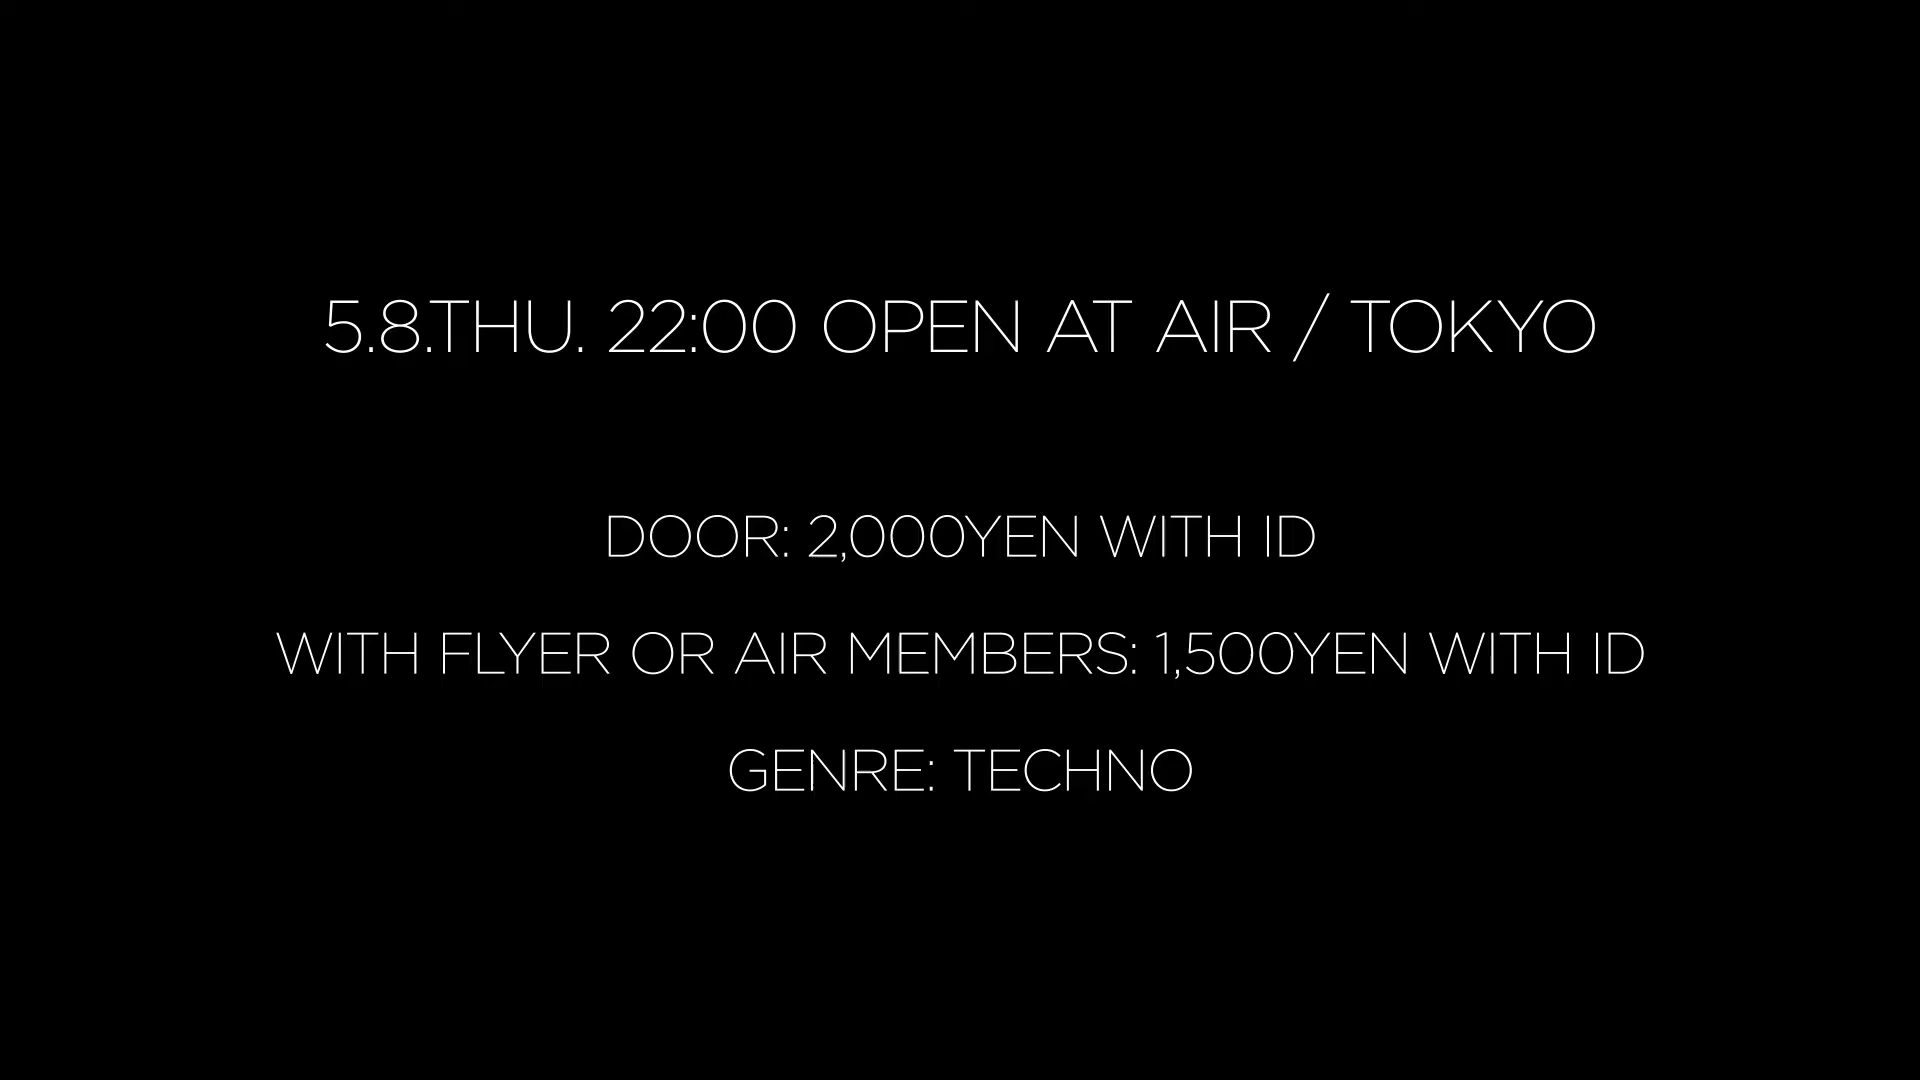 5.8.THU. 22:00 OPEN AT AIR / TOKYO
DOOR: 2,000YEN WITH ID
WITH FLYER OR AIR MEMBERS: 1,500YEN WITH ID
GENRE: TECHNO